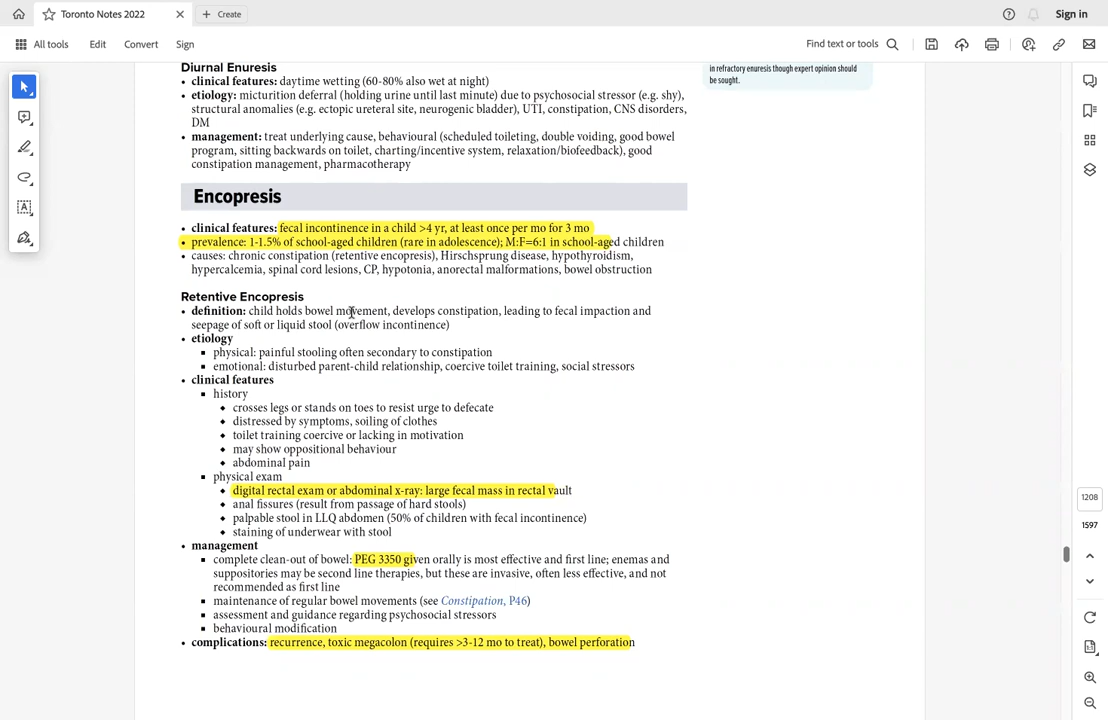 Toronto Notes 2022
Create
Sign in
All tools
Edit
Convert
Sign
Find text or tools
Diurnal Enuresis
• clinical features: daytime wetting (60-80% also wet at night)
• etiology: micturition deferral (holding urine until last minute) due to psychosocial stressor (e.g. shy),
structural anomalies (e.g. ectopic ureteral site, neurogenic bladder), UTI, constipation, CNS disorders,
DM
• management: treat underlying cause, behavioural (scheduled toileting, double voiding, good bowel
program, sitting backwards on toilet, charting/incentive system, relaxation/biofeedback), good
constipation management, pharmacotherapy
in refractory enuresis though expert opinion should
be sought.
Encopresis
• clinical features: fecal incontinence in a child >4 yr, at least once per mo for 3 mo
• prevalence: 1-1.5% of school-aged children (rare in adolescence); M:F=6:1 in school-aged children
• causes: chronic constipation (retentive encopresis), Hirschsprung disease, hypothyroidism,
hypercalcemia, spinal cord lesions, CP, hypotonia, anorectal malformations, bowel obstruction
Retentive Encopresis
• definition: child holds bowel movement, develops constipation, leading to fecal impaction and
seepage of soft or liquid stool (overflow incontinence)
• etiology
▪ physical: painful stooling often secondary to constipation
▪ emotional: disturbed parent-child relationship, coercive toilet training, social stressors
• clinical features
▪ history
◆ crosses legs or stands on toes to resist urge to defecate
◆ distressed by symptoms, soiling of clothes
◆ toilet training coercive or lacking in motivation
◆ may show oppositional behaviour
◆ abdominal pain
▪ physical exam
◆ digital rectal exam or abdominal x-ray: large fecal mass in rectal vault
◆ anal fissures (result from passage of hard stools)
◆ palpable stool in LLQ abdomen (50% of children with fecal incontinence)
◆ staining of underwear with stool
• management
▪ complete clean-out of bowel: PEG 3350 given orally is most effective and first line; enemas and
suppositories may be second line therapies, but these are invasive, often less effective, and not
recommended as first line
▪ maintenance of regular bowel movements (see Constipation, P46)
▪ assessment and guidance regarding psychosocial stressors
▪ behavioural modification
• complications: recurrence, toxic megacolon (requires >3-12 mo to treat), bowel perforation
1208
1597